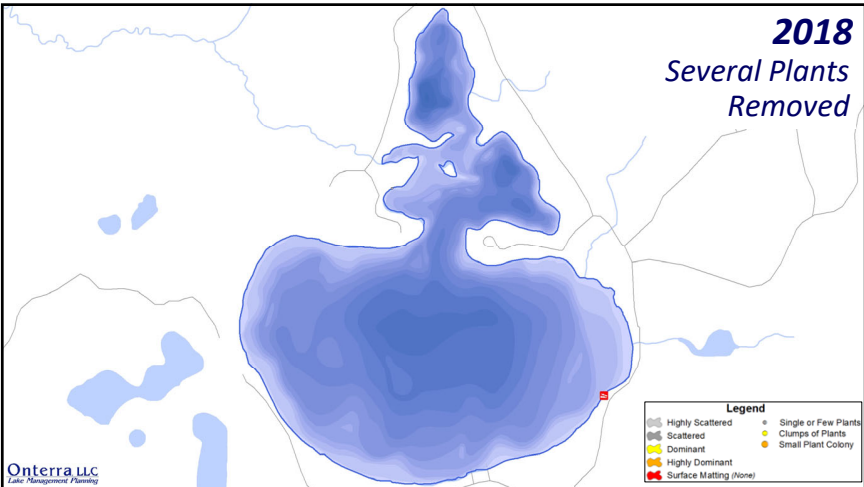 2018
Several Plants
Removed
Legend
Highly Scattered
Scattered
Dominant
Highly Dominant
Surface Matting (None)
Single or Few Plants
Clumps of Plants
Small Plant Colony
Onterra LLC
Lake Management Planning